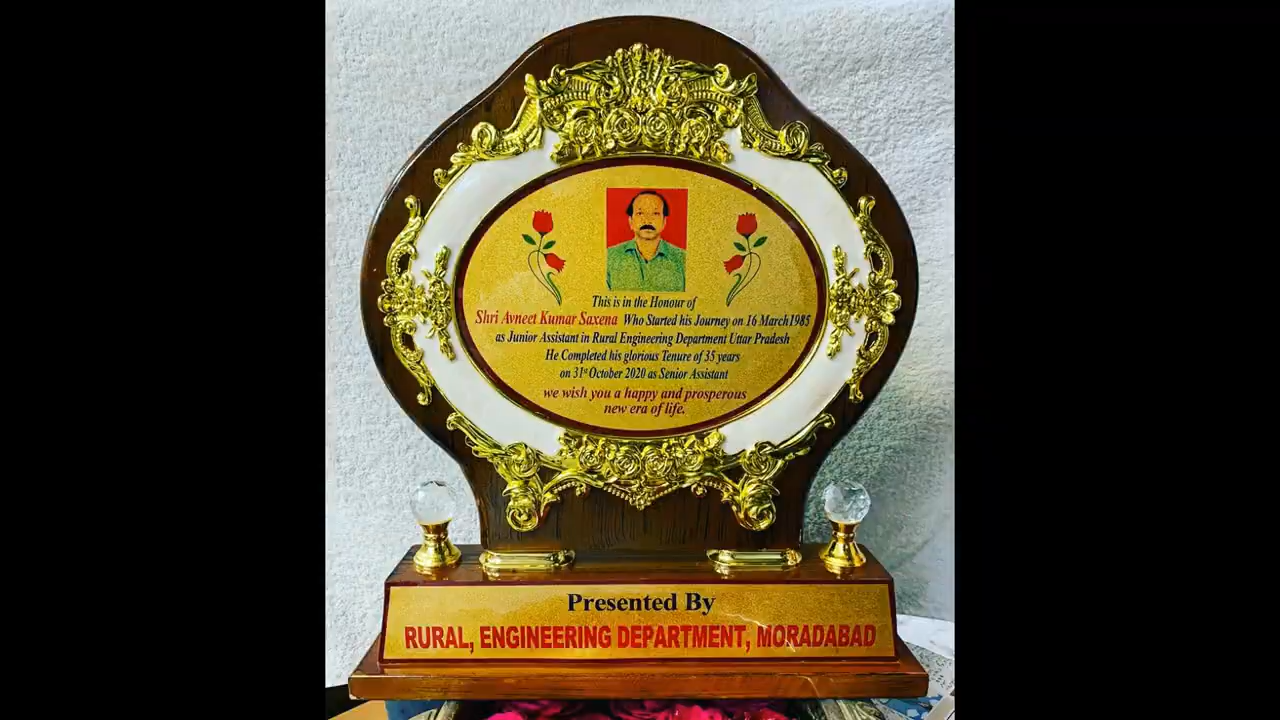 This is in the Honour of
Shri Avneet Kumar Saxena Who Started his Journey on 16 March1985
as Junior Assistant in Rural Engineering Department Uttar Pradesh
He Completed his glorious Tenure of 35 years
on 31st October 2020 as Senior Assistant
we wish you a happy and prosperous
new era of life.
Presented By
RURAL, ENGINEERING DEPARTMENT, MORADABAD